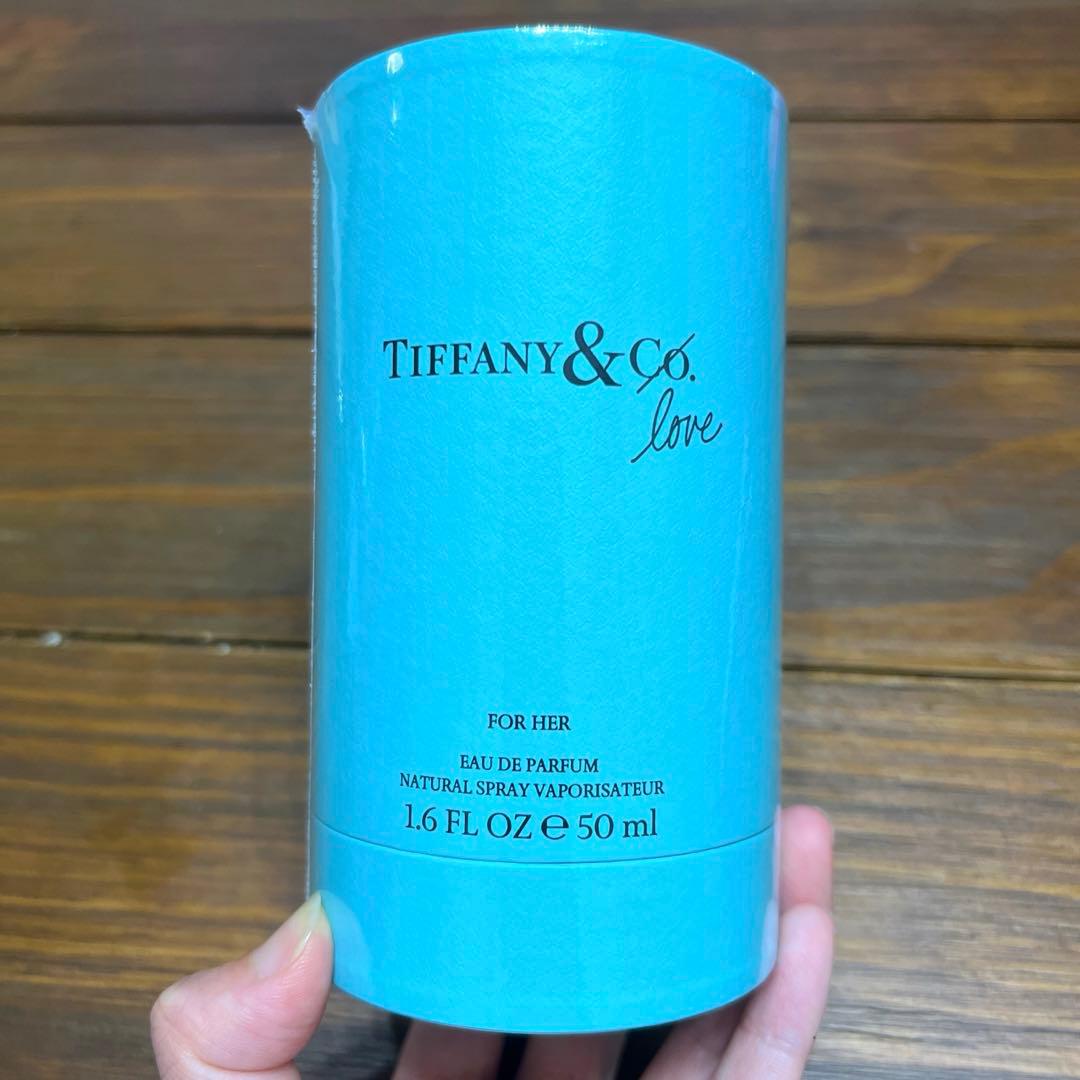 TIFFANY & Co.
love
FOR HER
EAU DE PARFUM
NATURAL SPRAY VAPORISATEUR
1.6 FL OZ e 50 ml